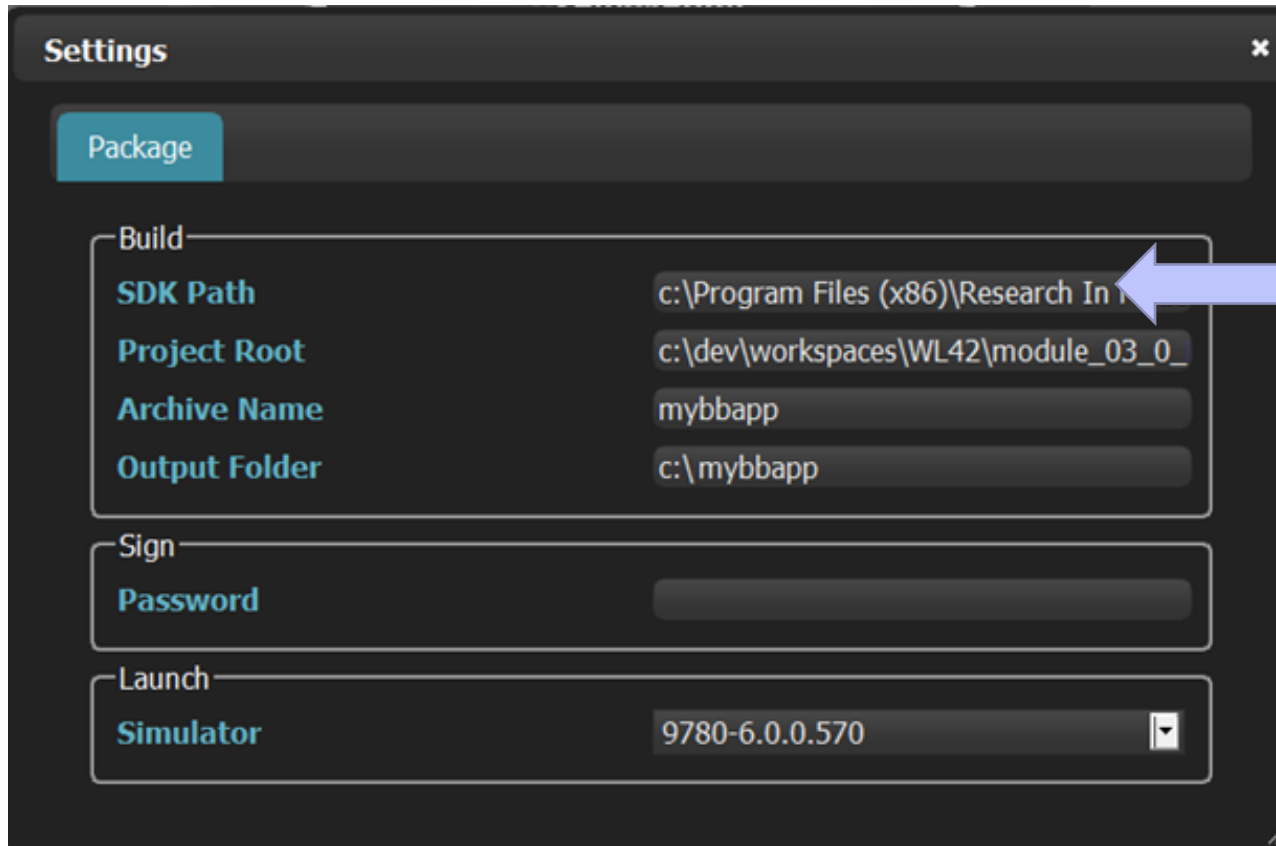 Settings
Package
Build
SDK Path c:\Program Files (x86)\Research In
Project Root c:\dev\workspaces\WL42\module_03_0_
Archive Name mybbapp
Output Folder c:\mybbapp
Sign
Password
Launch
Simulator 9780-6.0.0.570